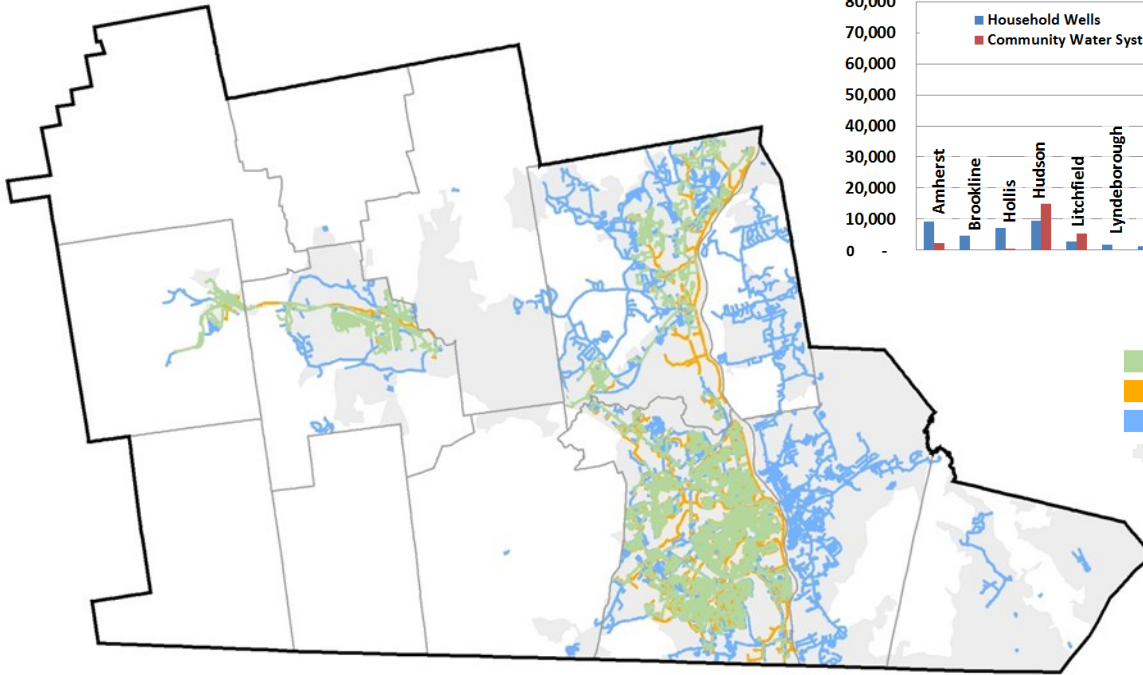 80,000
70,000
60,000
50,000
40,000
30,000
20,000
10,000
0 -
Household Wells
Community Water Syst
Amherst
Brookline
Hollis
Hudson
Litchfield
Lyndeborough